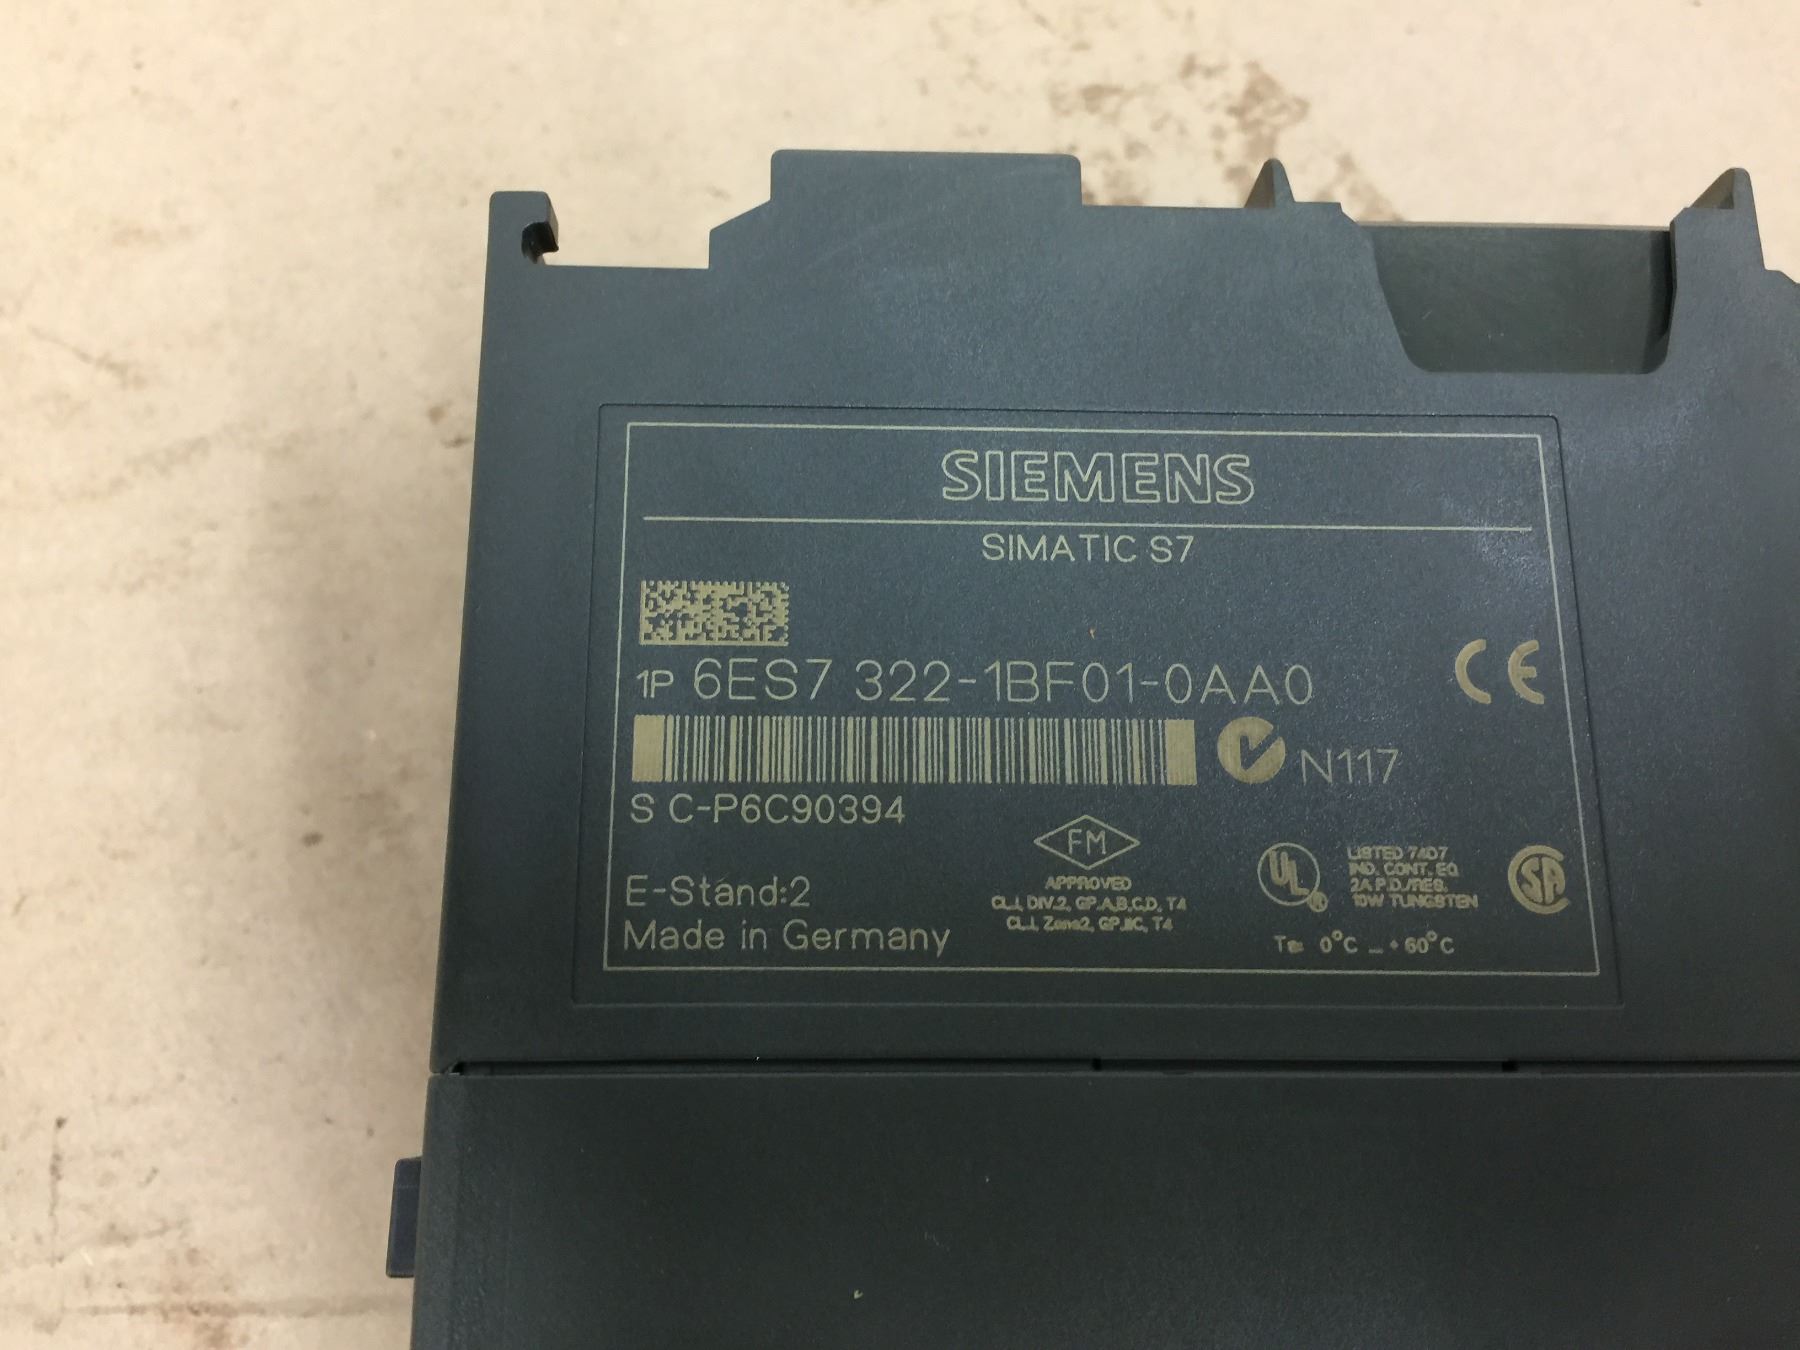 SIEMENS
SIMATIC S7
1P 6ES7 322-1BF01-0AA0
CE
N117
S C-P6C90394
FM
APPROVED
CL.I, DIV.2, GP.A,B,C,D, T4
CL.I, Zone2, GP.IIC, T4
UL ®
LISTED 74D7
IND. CONT. EQ
2A P.D./RES.
10W TUNGSTEN
SA
E-Stand:2
Made in Germany
0°C _ +60°C